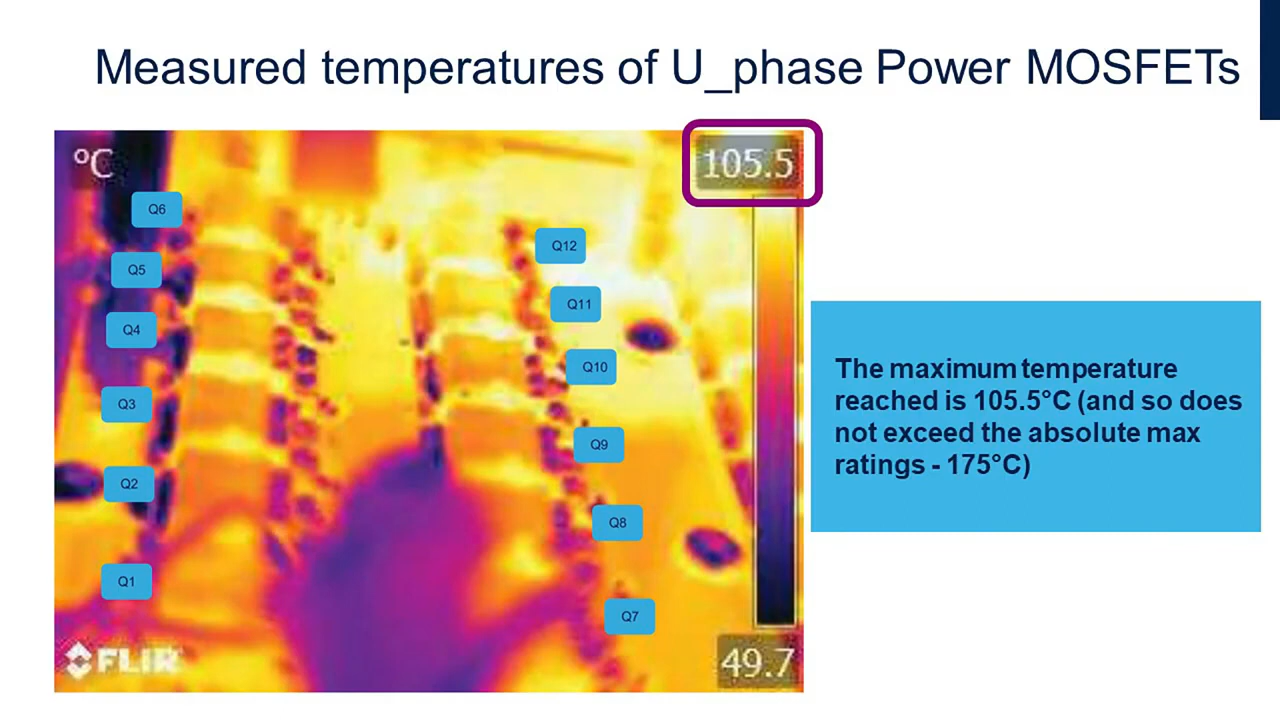 Measured temperatures of U_phase Power MOSFETs
°C
105.5
Q6
Q12
Q5
Q11
Q4
Q10
Q3
Q9
Q2
Q8
Q1
Q7
The maximum temperature
reached is 105.5°C (and so does
not exceed the absolute max
ratings - 175°C)
FLIR
49.7